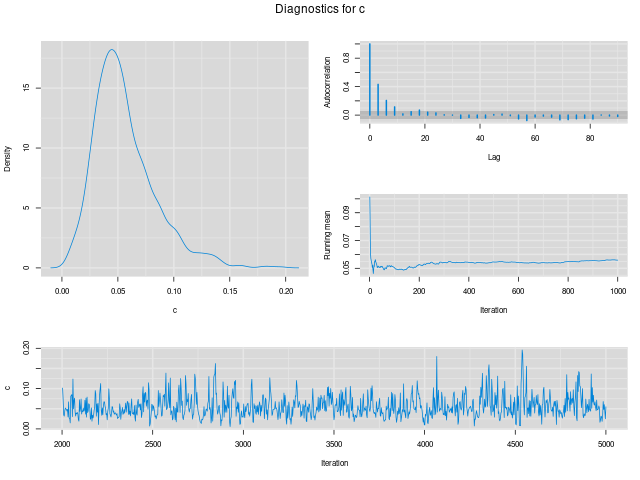 Diagnostics for c
Density
0 5 15
0.00 0.05 0.10 0.15 0.20
c
Autocorrelation
0.0 0.4 0.8
0 20 40 60 80
Lag
Running mean
0.05 0.07 0.09
0 200 400 600 800 1000
Iteration
c
0.00 0.10 0.20
2000 2500 3000 3500 4000 4500 5000
Iteration